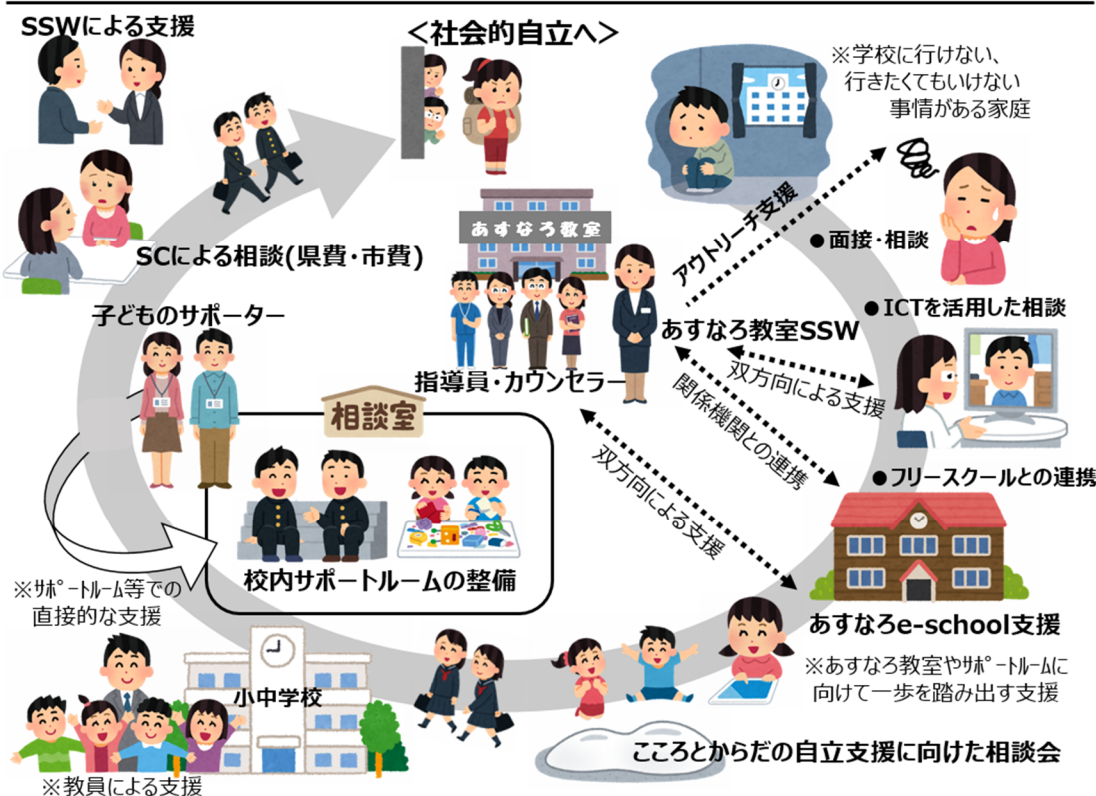 SSWによる支援
＜社会的自立へ＞
※学校に行けない、
行きたくてもいけない
事情がある家庭
アウトリーチ支援
●面接・相談
あすなろ教室
SCによる相談(県費・市費)
子どものサポーター
●ICTを活用した相談
あすなろ教室SSW
双方向による支援
指導員・カウンセラー
関係機関との連携
相談室
双方向による支援
●フリースクールとの連携
校内サポートルームの整備
※ｻﾎﾟｰﾄﾙｰﾑ等での
直接的な支援
あすなろe-school支援
※あすなろ教室やｻﾎﾟｰﾄﾙｰﾑに
向けて一歩を踏み出す支援
小中学校
こころとからだの自立支援に向けた相談会
※教員による支援